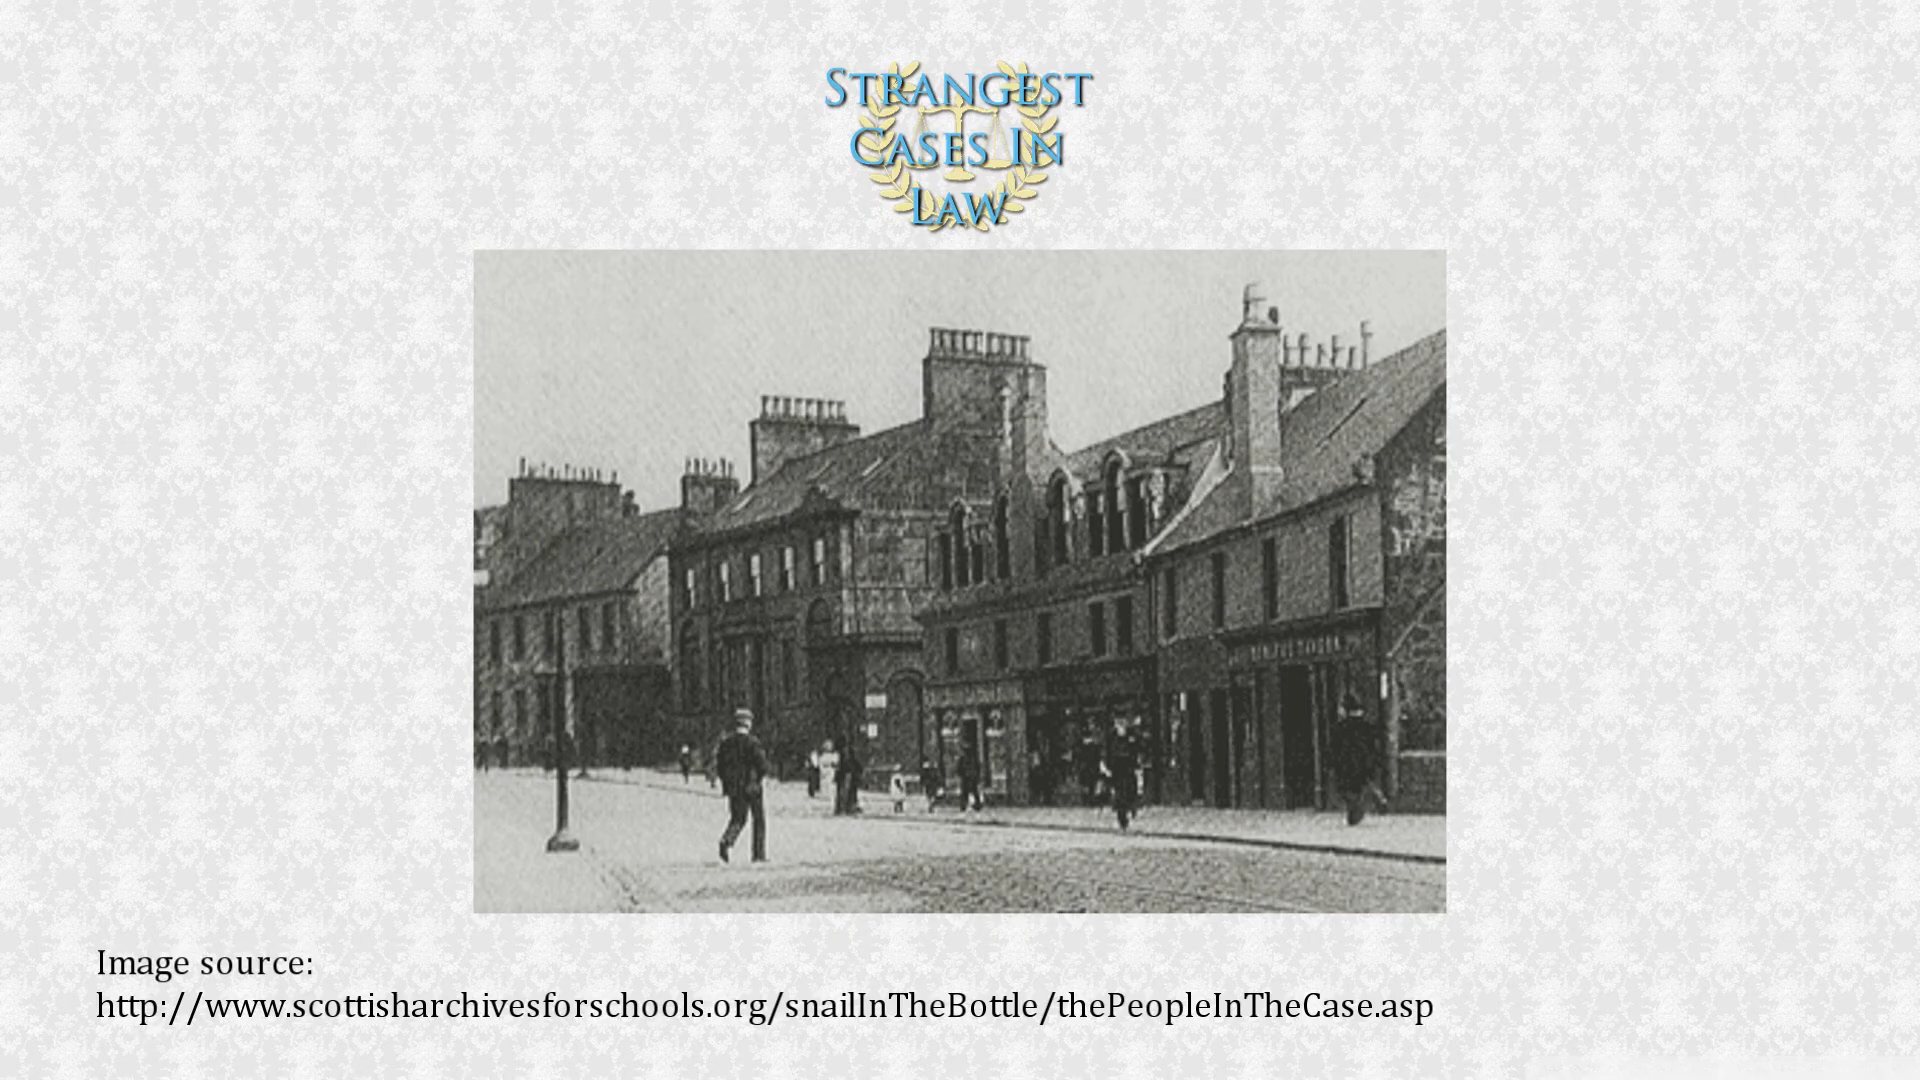 Strangest
Cases In
Law
Image source:
http://www.scottisharchivesforschools.org/snailInTheBottle/thePeopleInTheCase.asp